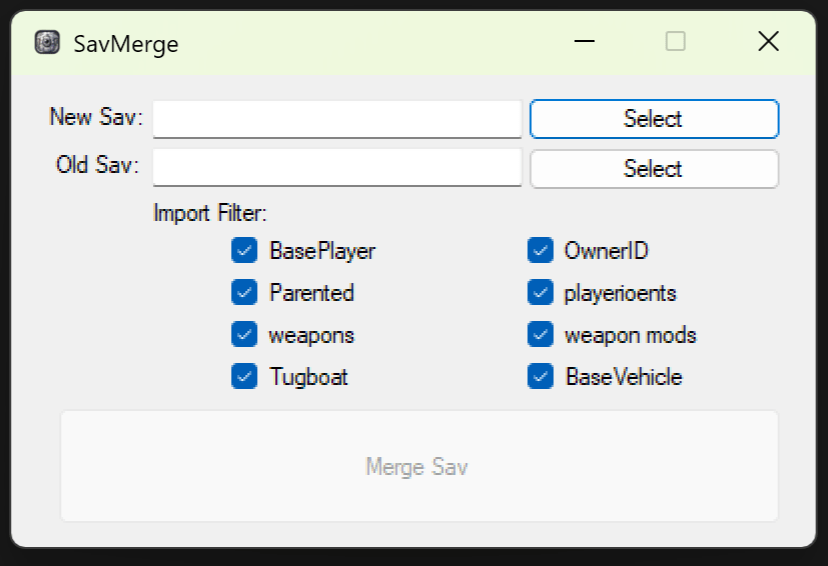 SavMerge
New Sav: Select
Old Sav: Select
Import Filter:
BasePlayer OwnerID
Parented playerioents
weapons weapon mods
Tugboat BaseVehicle
Merge Sav